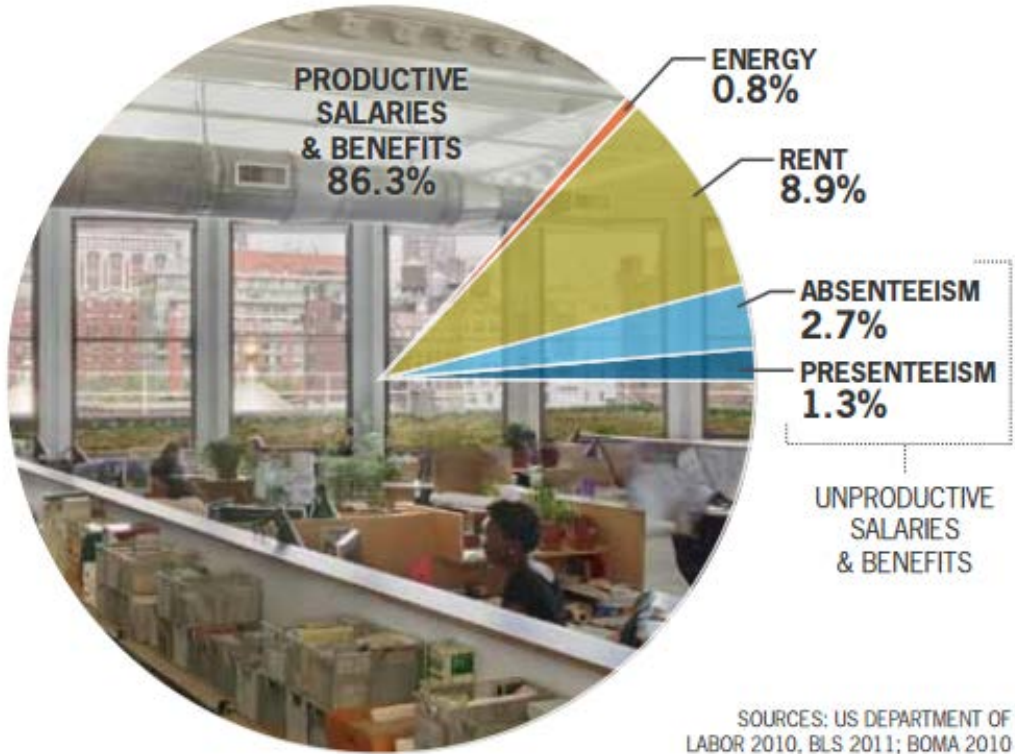 PRODUCTIVE
SALARIES
& BENEFITS
86.3%
ENERGY
0.8%
RENT
8.9%
ABSENTEEISM
2.7%
PRESENTEEISM
1.3%
UNPRODUCTIVE
SALARIES
& BENEFITS
SOURCES: US DEPARTMENT OF
LABOR 2010, BLS 2011; BOMA 2010